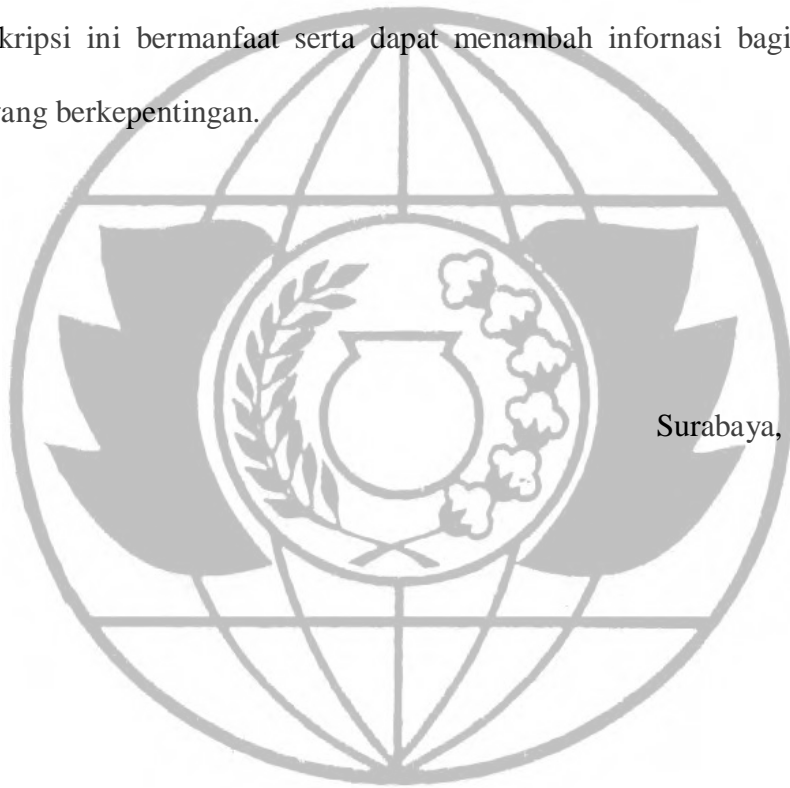 kripsi ini bermanfaat serta dapat menambah infornasi bagi
yang berkepentingan.
Surabaya,